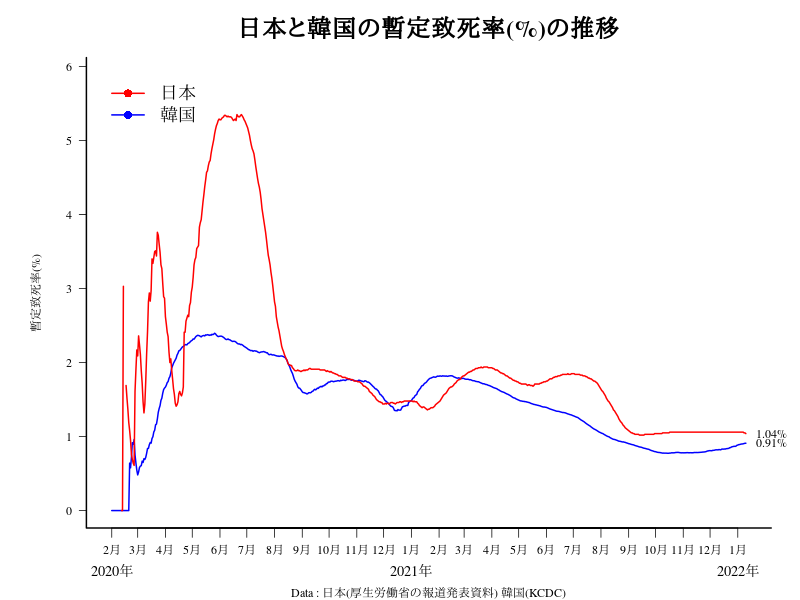 日本と韓国の暫定致死率(%)の推移
日本
韓国
暫定致死率(%)
6
5
4
3
2
1
0
1.04%
0.91%
2月 3月 4月 5月 6月 7月 8月 9月 10月 11月 12月 1月 2月 3月 4月 5月 6月 7月 8月 9月 10月 11月 12月 1月
2020年 2021年 2022年
Data : 日本(厚生労働省の報道発表資料) 韓国(KCDC)